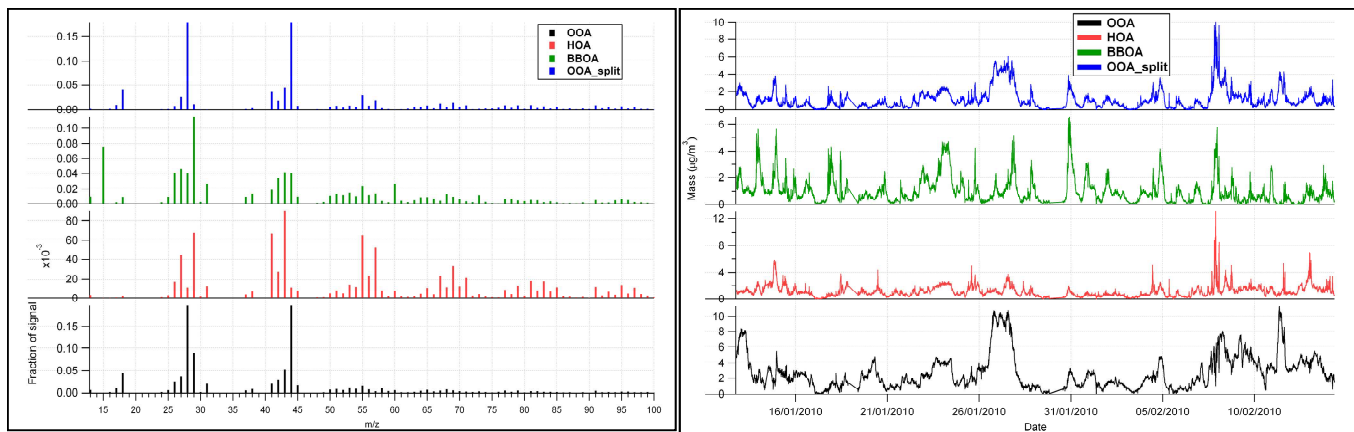 0.15
0.10
0.05
0.00
OOA
HOA
BBOA
OOA_split
0.10
0.08
0.06
0.04
0.02
0.00
x10⁻³
80
60
40
20
0
Fraction of signal
0.15
0.10
0.05
0.00
15 20 25 30 35 40 45 50 55 60 65 70 75 80 85 90 95 100
m/z
10
8
6
4
2
0
OOA
HOA
BBOA
OOA_split
Mass (µg/m³)
6
4
2
0
12
8
4
0
10
8
6
4
2
0
16/01/2010 21/01/2010 26/01/2010 31/01/2010 5/02/2010 10/02/2010
Date